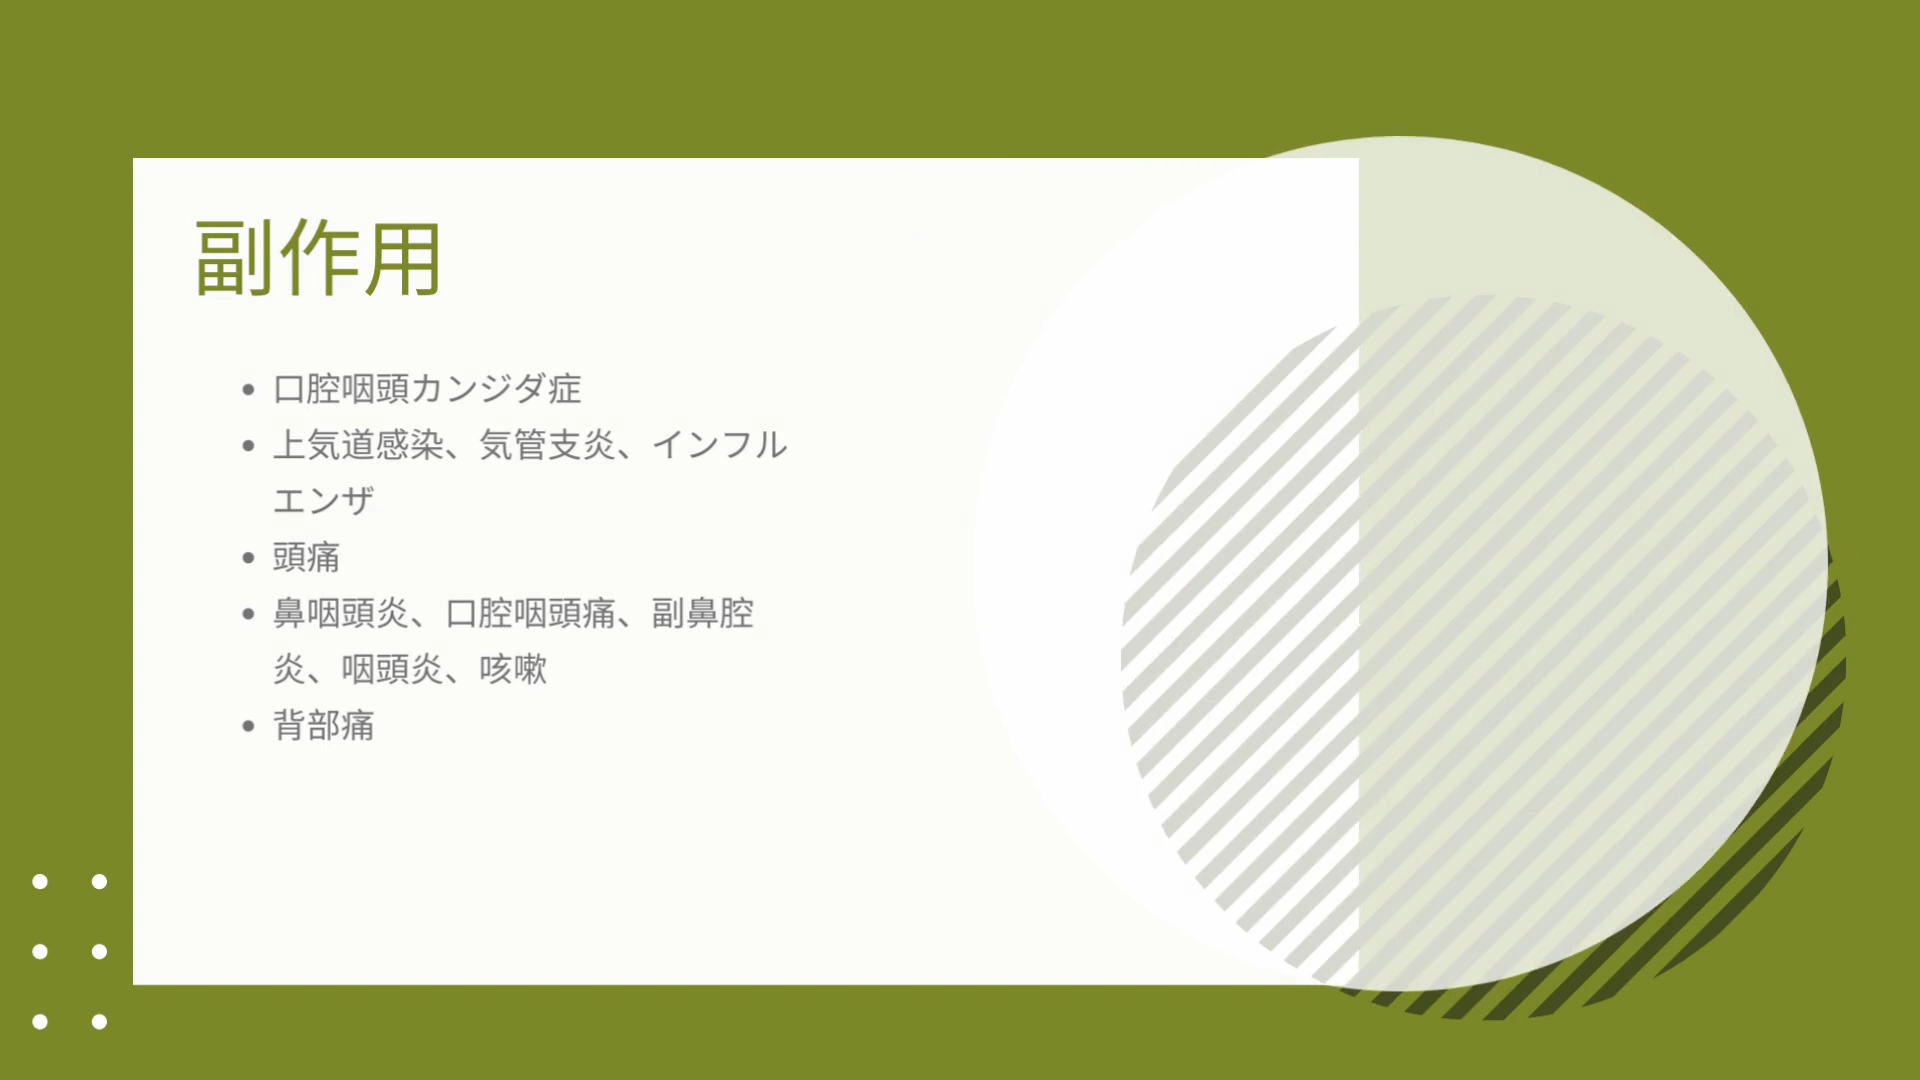 副作用
• 口腔咽頭カンジダ症
• 上気道感染、気管支炎、インフル
エンザ
• 頭痛
• 鼻咽頭炎、口腔咽頭痛、副鼻腔
炎、咽頭炎、咳嗽
• 背部痛